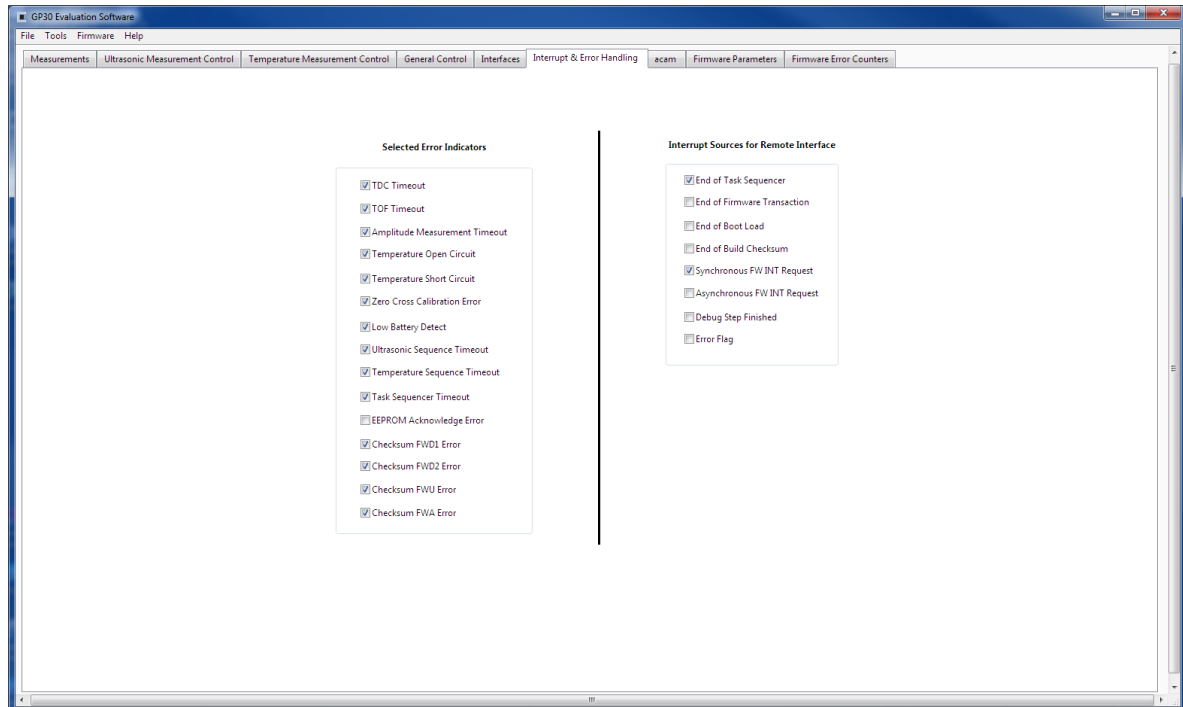 GP30 Evaluation Software
File Tools Firmware Help
Measurements Ultrasonic Measurement Control Temperature Measurement Control General Control Interfaces Interrupt & Error Handling acam Firmware Parameters Firmware Error Counters
Selected Error Indicators
TDC Timeout
TOF Timeout
Amplitude Measurement Timeout
Temperature Open Circuit
Temperature Short Circuit
Zero Cross Calibration Error
Low Battery Detect
Ultrasonic Sequence Timeout
Temperature Sequence Timeout
Task Sequencer Timeout
EEPROM Acknowledge Error
Checksum FWD1 Error
Checksum FWD2 Error
Checksum FWU Error
Checksum FWA Error
Interrupt Sources for Remote Interface
End of Task Sequencer
End of Firmware Transaction
End of Boot Load
End of Build Checksum
Synchronous FW INT Request
Asynchronous FW INT Request
Debug Step Finished
Error Flag